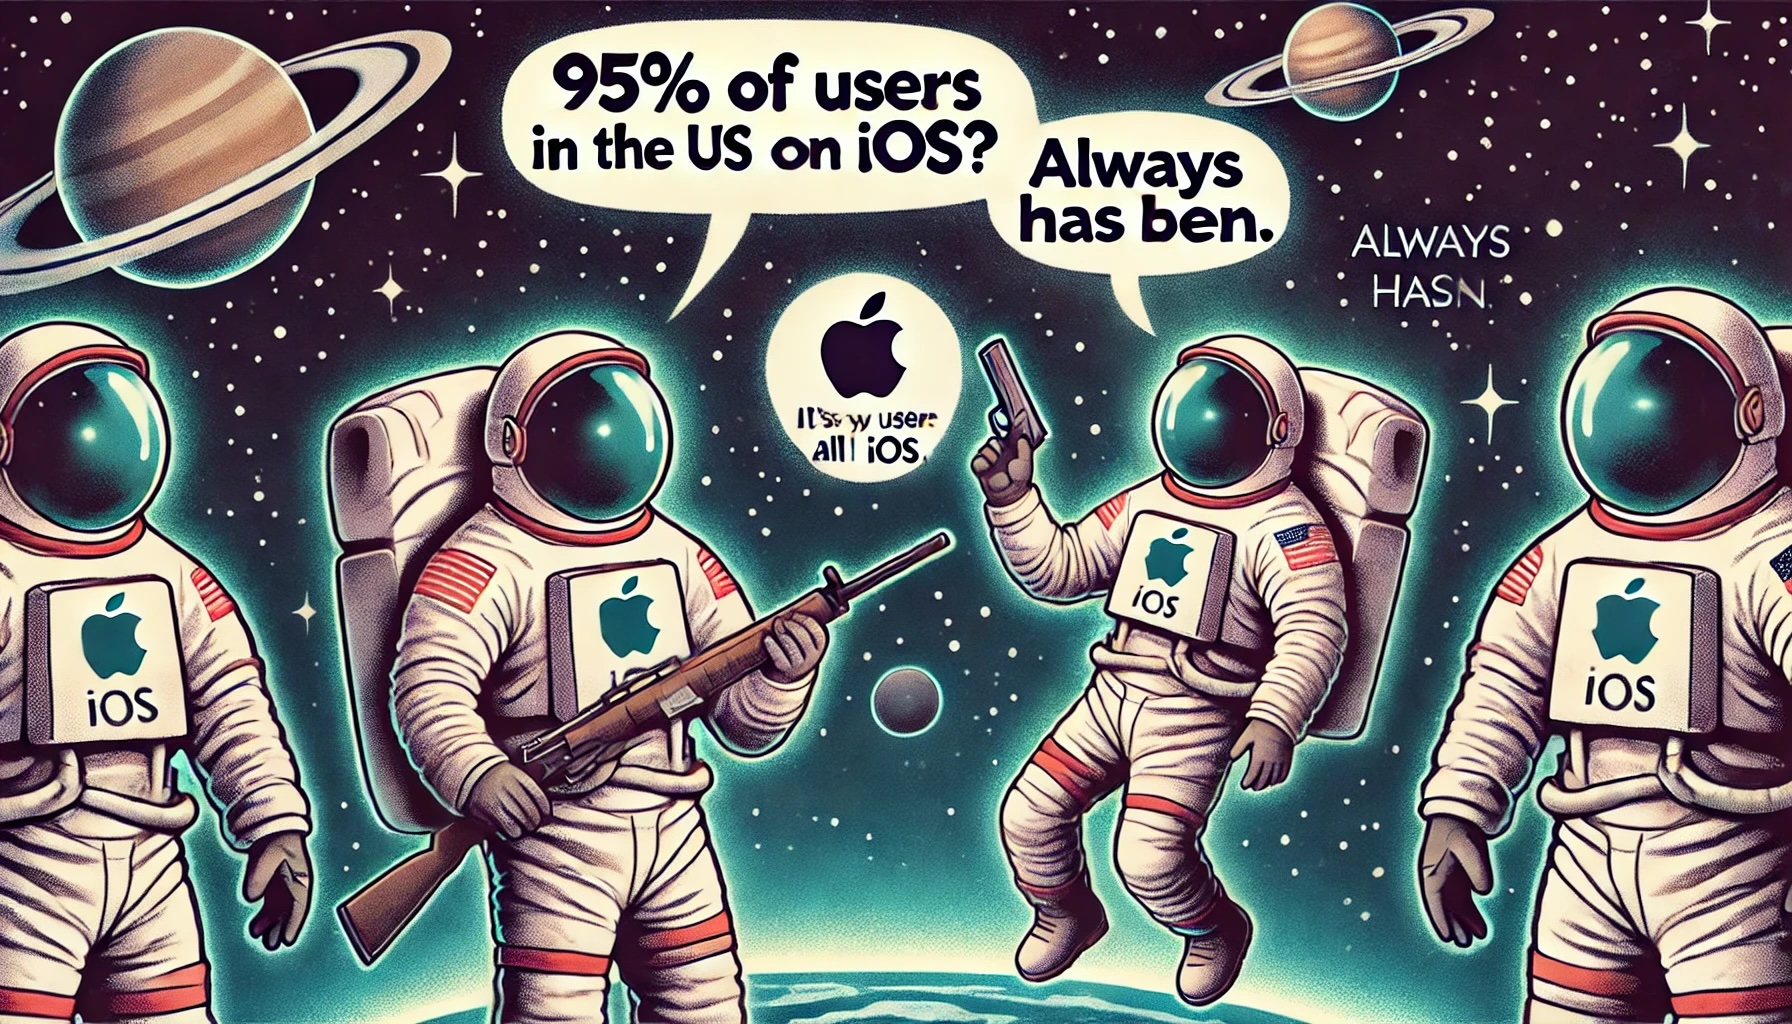 95% of users
in the US on iOS?
Always
has ben.
ALWAYS
HASN
All iOS.
iOS
iOS
iOS